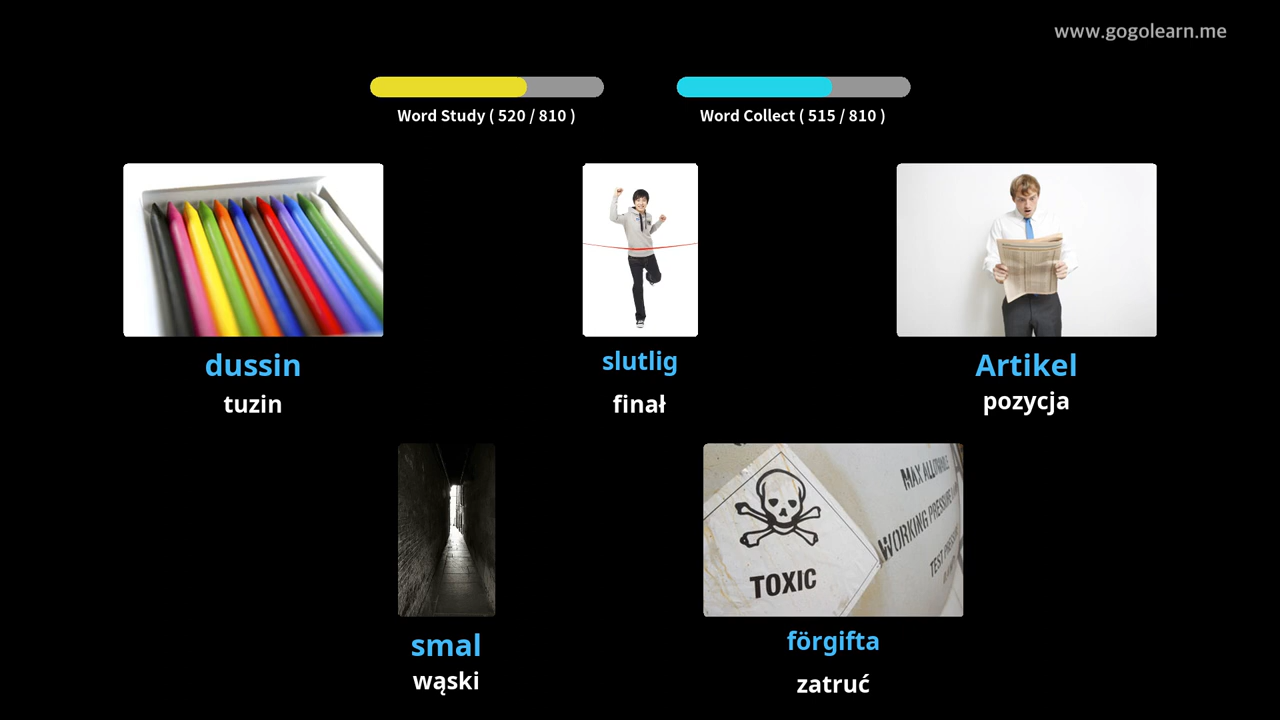 www.gogolearn.me
Word Study ( 520 / 810 )
Word Collect ( 515 / 810 )
dussin
slutlig
Artikel
tuzin
finał
pozycja
TOXIC
MAX ALLOWABLE
WORKING PRESSURE
TEST PRESS
smal
förgifta
wąski
zatruć